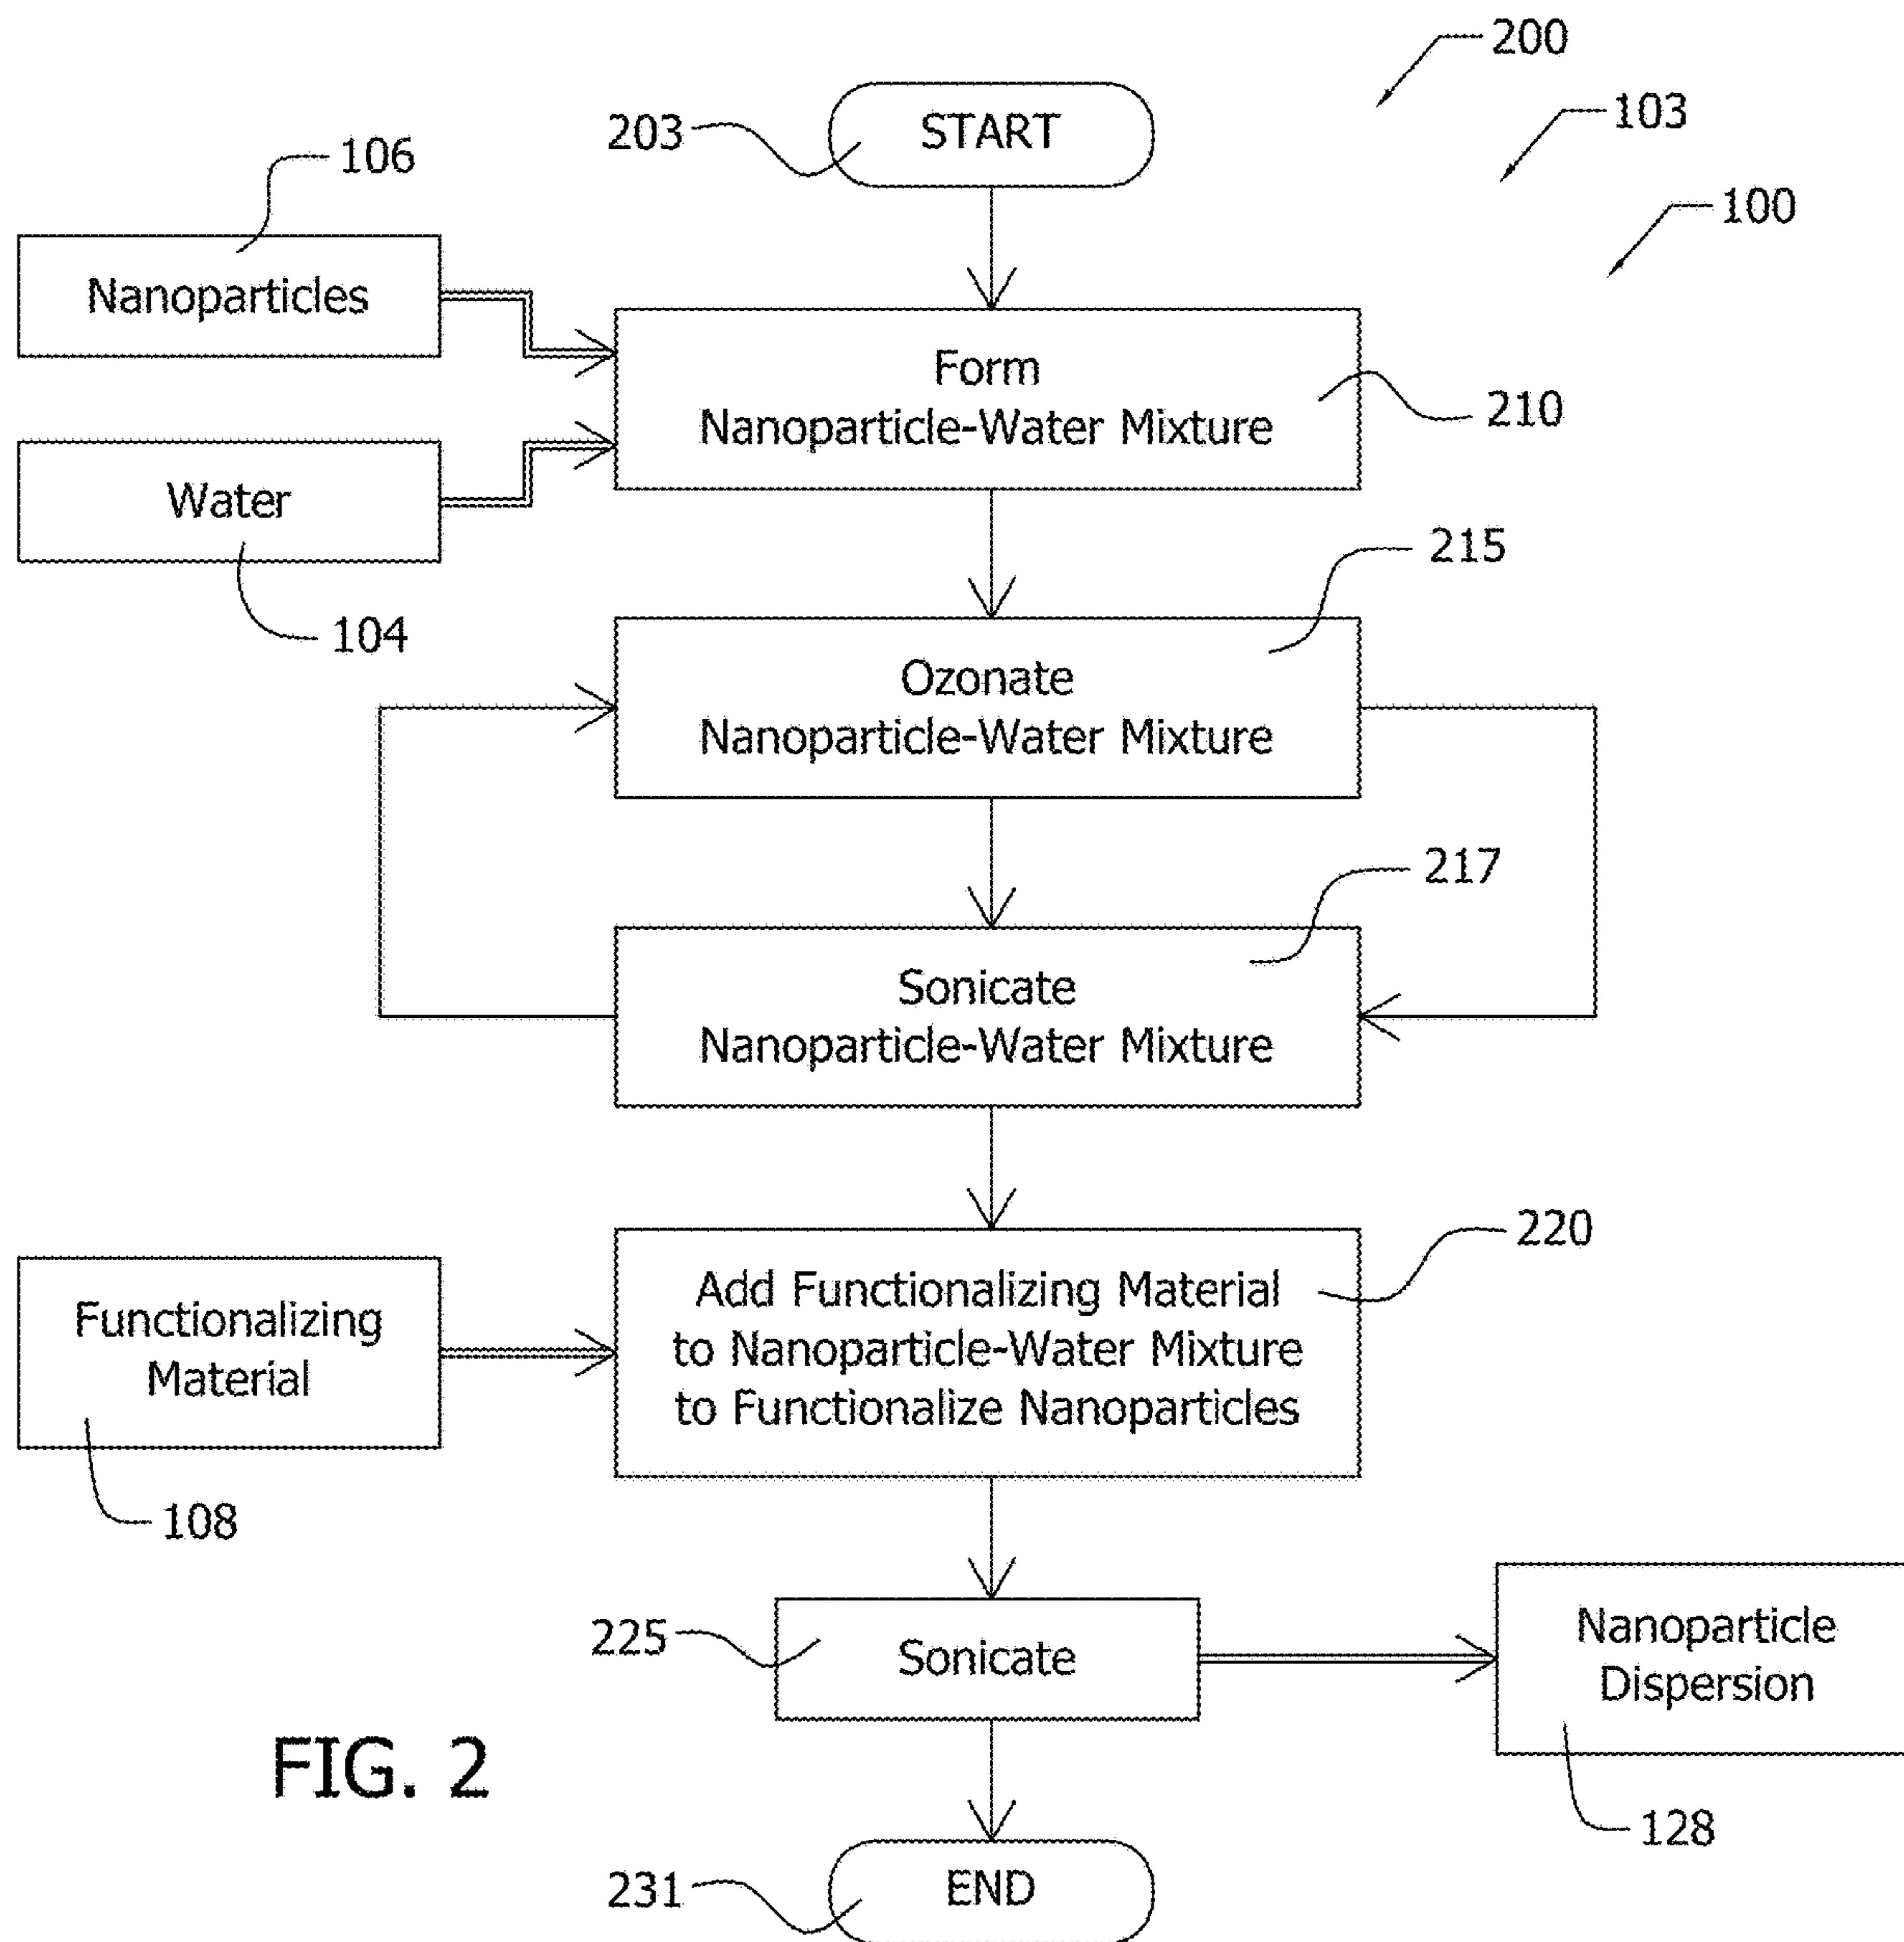 200
103
100
203
START
106
Nanoparticles
Form
Nanoparticle-Water Mixture
210
Water
104
215
Ozonate
Nanoparticle-Water Mixture
217
Sonicate
Nanoparticle-Water Mixture
220
Functionalizing
Material
108
Add Functionalizing Material
to Nanoparticle-Water Mixture
to Functionalize Nanoparticles
225
Sonicate
Nanoparticle
Dispersion
128
FIG. 2
231
END